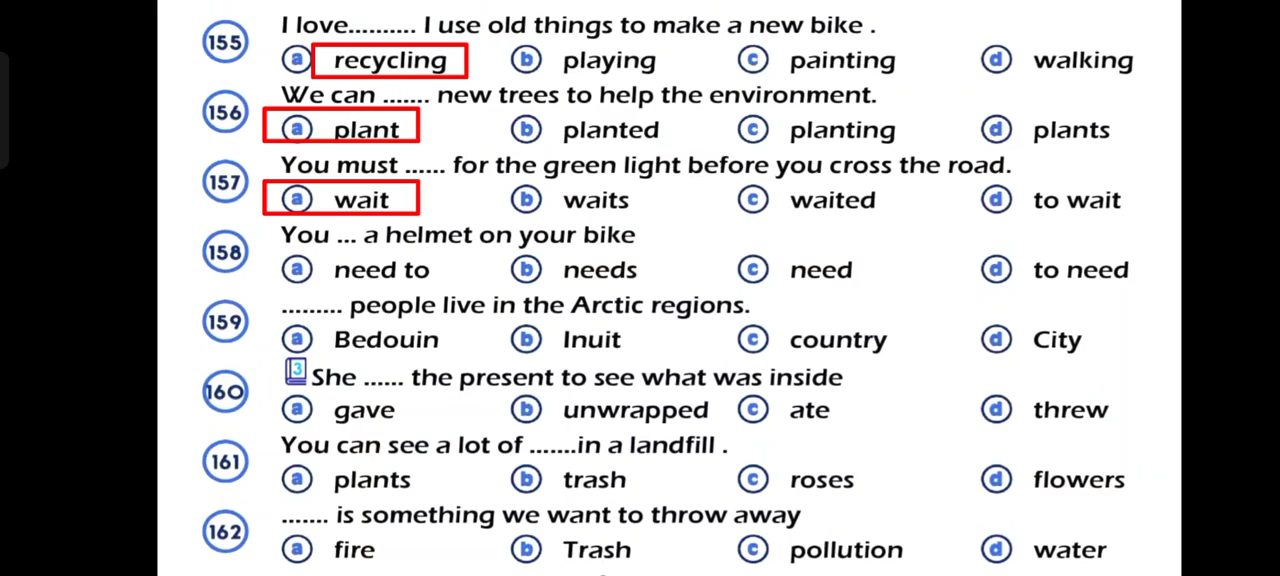 155 I love.......... I use old things to make a new bike .
a recycling b playing c painting d walking
156 We can ....... new trees to help the environment.
a plant b planted c planting d plants
157 You must ...... for the green light before you cross the road.
a wait b waits c waited d to wait
158 You ... a helmet on your bike
a need to b needs c need d to need
159 ......... people live in the Arctic regions.
a Bedouin b Inuit c country d City
160 3 She ...... the present to see what was inside
a gave b unwrapped c ate d threw
161 You can see a lot of .......in a landfill .
a plants b trash c roses d flowers
162 ....... is something we want to throw away
a fire b Trash c pollution d water